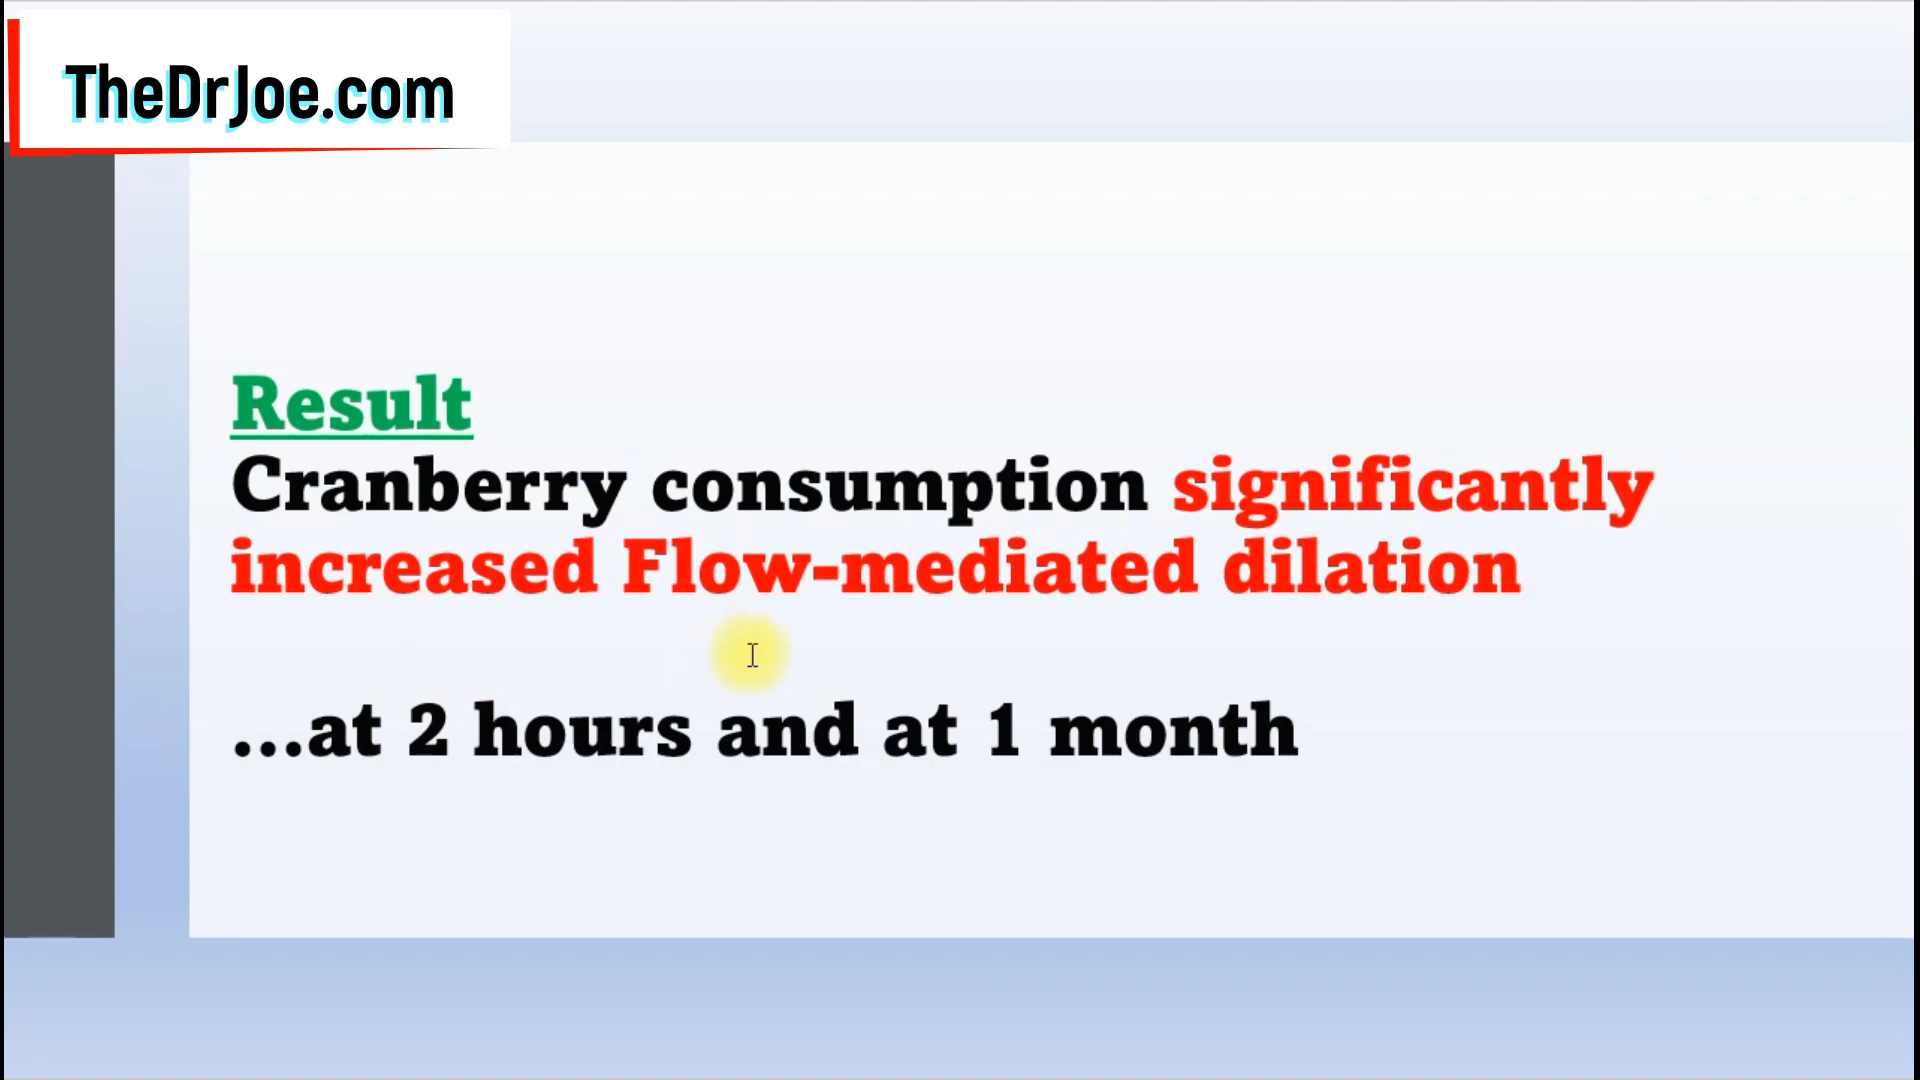 TheDrJoe.com
Result
Cranberry consumption significantly
increased Flow-mediated dilation
...at 2 hours and at 1 month